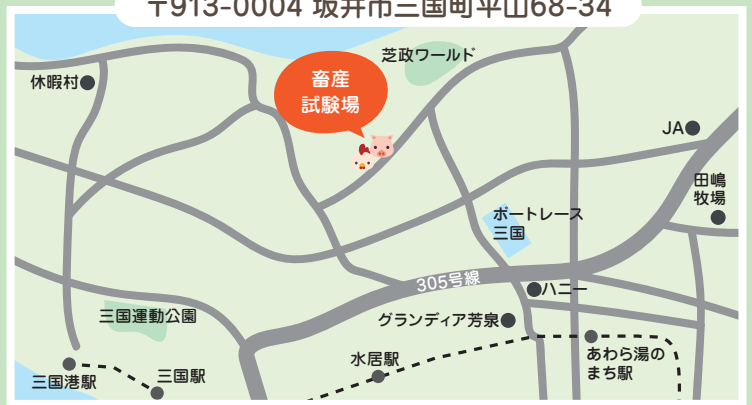 〒913-0004 坂井市三国町平山68-34
芝政ワールド
休暇村
畜産
試験場
JA
田嶋
牧場
ボートレース
三国
305号線
ハニー
三国運動公園
グランディア芳泉
水居駅
あわら湯の
まち駅
三国港駅
三国駅